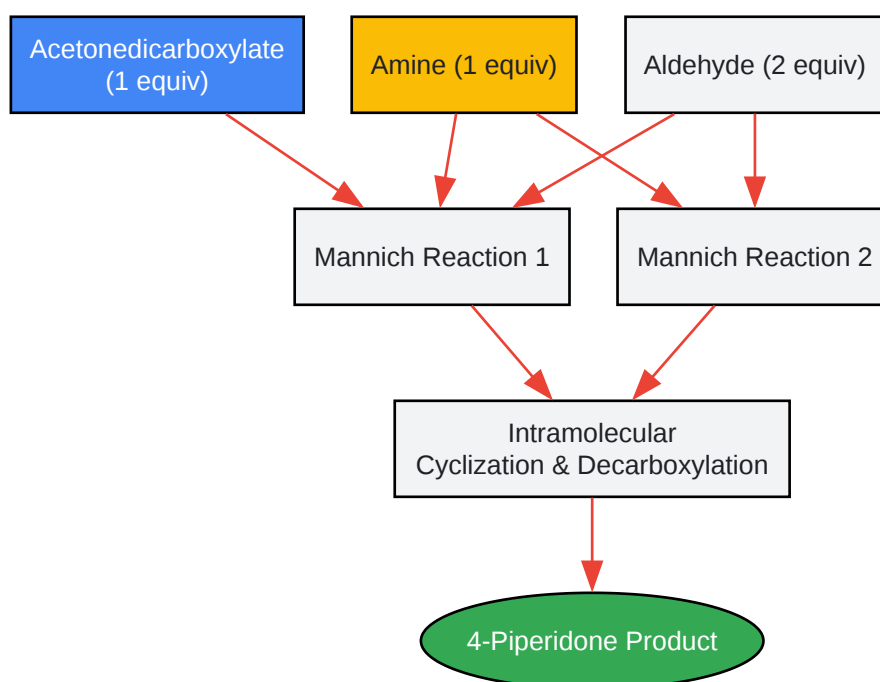 Acetonedicarboxylate
(1 equiv)
Amine (1 equiv)
Aldehyde (2 equiv)
Mannich Reaction 1
Mannich Reaction 2
Intramolecular
Cyclization & Decarboxylation
4-Piperidone Product